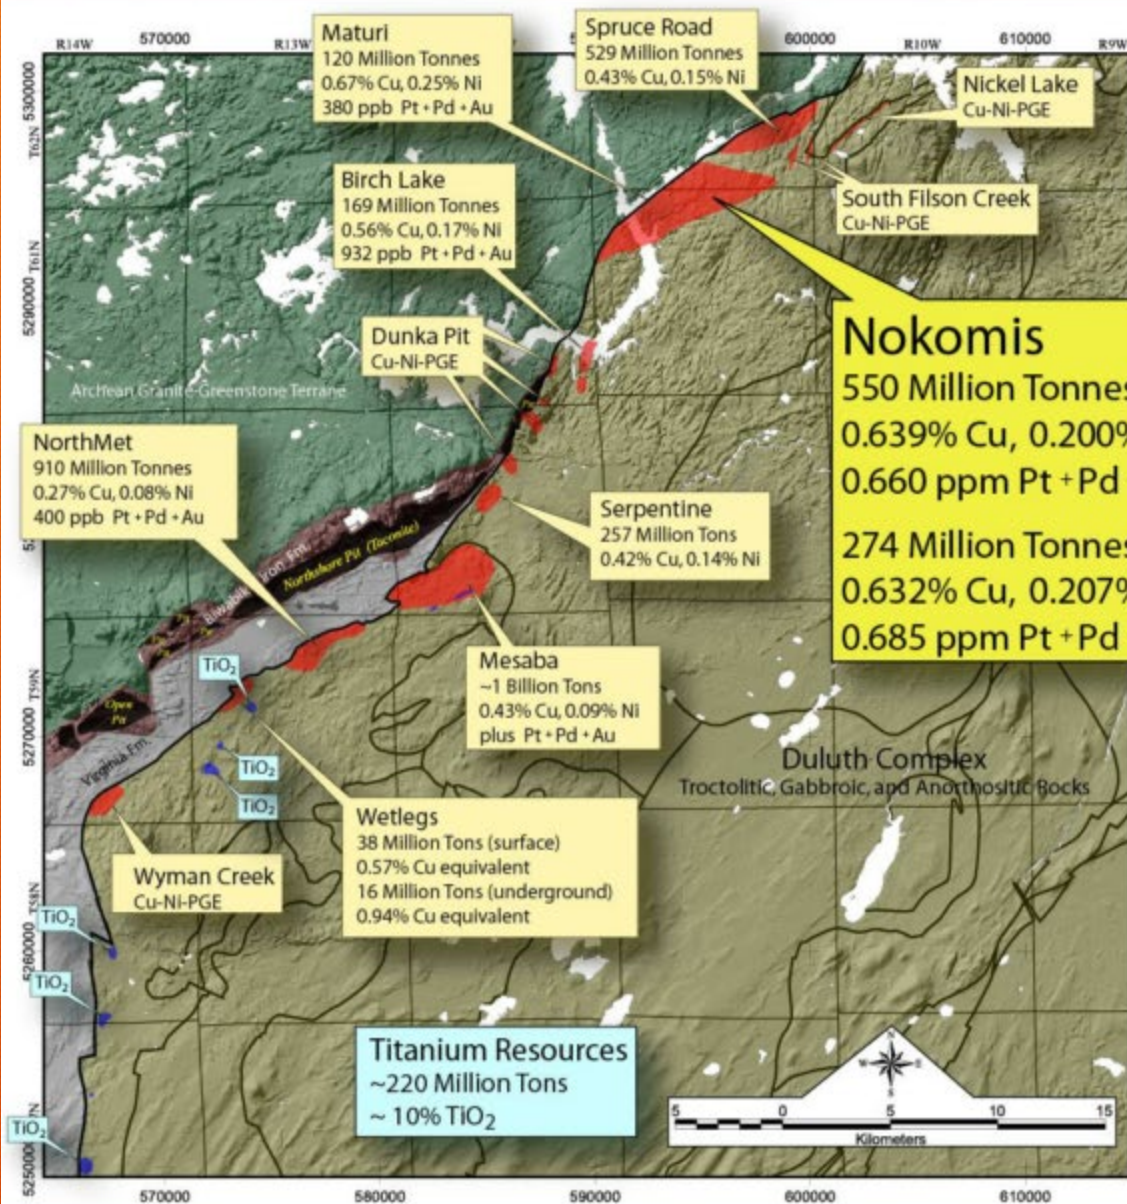 R14W
570000
R13W
600000
R10W
610000
R9W
Maturi
120 Million Tonnes
0.67% Cu, 0.25% Ni
380 ppb Pt+Pd+Au
Spruce Road
529 Million Tonnes
0.43% Cu, 0.15% Ni
Nickel Lake
Cu-Ni-PGE
5300000
T62N
Birch Lake
169 Million Tonnes
0.56% Cu, 0.17% Ni
932 ppb Pt+Pd+Au
South Filson Creek
Cu-Ni-PGE
T61N
5290000
Dunka Pit
Cu-Ni-PGE
Nokomis
550 Million Tonnes
0.639% Cu, 0.200%
0.660 ppm Pt+Pd
274 Million Tonnes
0.632% Cu, 0.207%
0.685 ppm Pt+Pd
Archean Granite-Greenstone Terrane
NorthMet
910 Million Tonnes
0.27% Cu, 0.08% Ni
400 ppb Pt+Pd+Au
Serpentine
257 Million Tons
0.42% Cu, 0.14% Ni
Northshore Pit (Taconite)
Biwabik Iron Fm.
Mesaba
~1 Billion Tons
0.43% Cu, 0.09% Ni
plus Pt+Pd+Au
TiO2
T59N
Open
Pit
5270000
Virginia Fm.
TiO2
TiO2
Duluth Complex
Troctolitic, Gabbroic, and Anorthositic Rocks
Wetlegs
38 Million Tons (surface)
0.57% Cu equivalent
16 Million Tons (underground)
0.94% Cu equivalent
Wyman Creek
Cu-Ni-PGE
T58N
TiO2
5260000
TiO2
Titanium Resources
~220 Million Tons
~ 10% TiO2
N
W
E
S
5 0 5 10 15
Kilometers
TiO2
5250000
570000
580000
590000
600000
610000